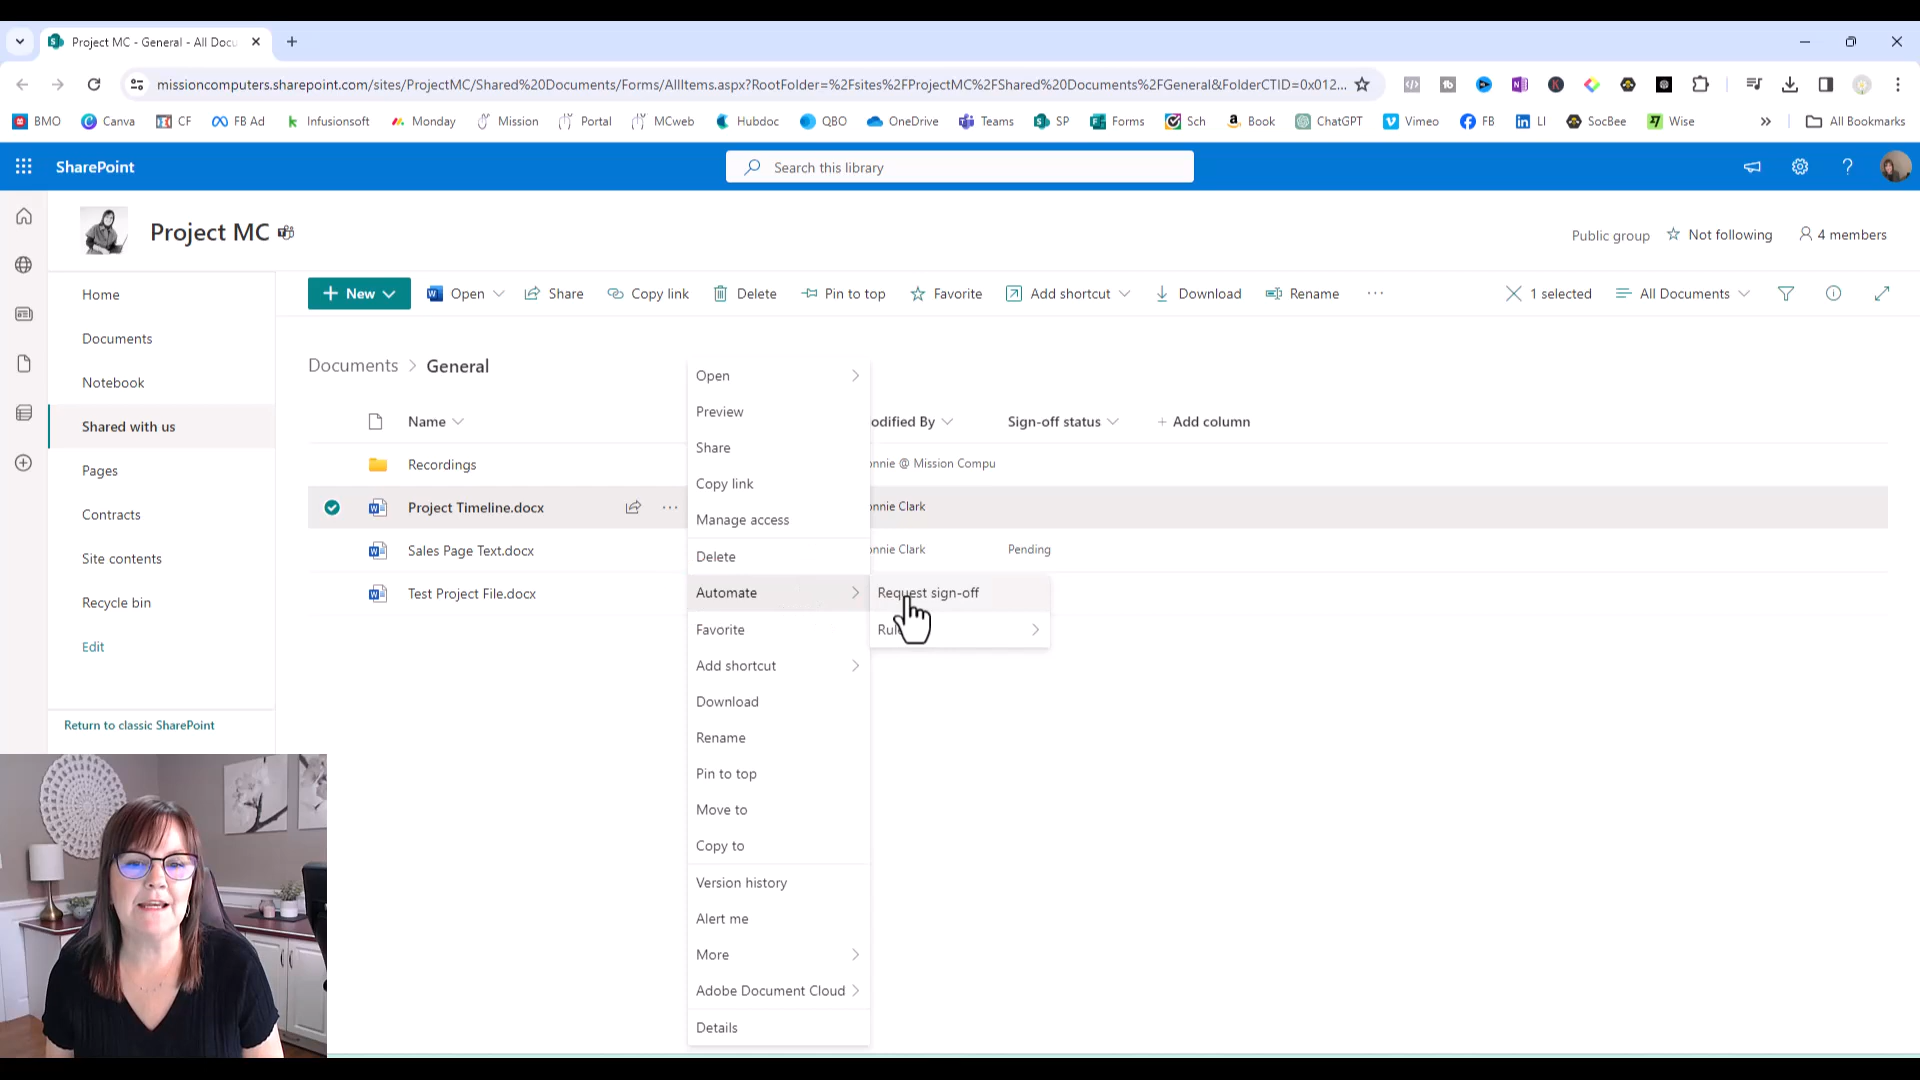 Project MC - General - All Docu
missioncomputers.sharepoint.com/sites/ProjectMC/Shared%20Documents/Forms/AllItems.aspx?RootFolder=%2Fsites%2FProjectMC%2FShared%20Documents%2FGeneral&FolderCTID=0x012...
BMO Canva CF FB Ad Infusionsoft Monday Mission Portal MCweb Hubdoc QBO OneDrive Teams SP Forms Sch Book ChatGPT Vimeo FB LI SocBee Wise » All Bookmarks
SharePoint Search this library ?
Project MC
Public group Not following 4 members
Home
Documents
Notebook
Shared with us
Pages
Contracts
Site contents
Recycle bin
Edit
Return to classic SharePoint
+ New Open Share Copy link Delete Pin to top Favorite Add shortcut Download Rename ... 1 selected All Documents
Documents > General
Name odified By Sign-off status + Add column
Recordings onnie @ Mission Compu
Project Timeline.docx ... onnie Clark
Sales Page Text.docx onnie Clark Pending
Test Project File.docx
Open
Preview
Share
Copy link
Manage access
Delete
Automate
Favorite
Add shortcut
Download
Rename
Pin to top
Move to
Copy to
Version history
Alert me
More
Adobe Document Cloud
Details
Request sign-off